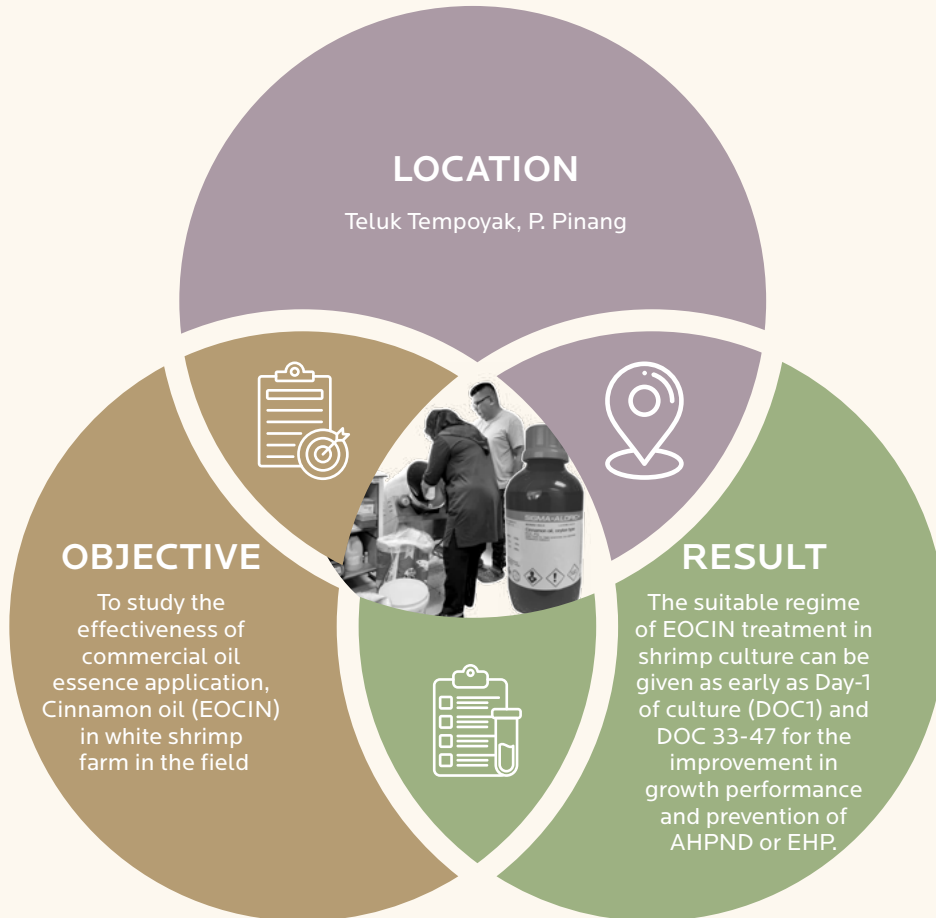 LOCATION
Teluk Tempoyak, P. Pinang
OBJECTIVE
To study the
effectiveness of
commercial oil
essence application,
Cinnamon oil (EOCIN)
in white shrimp
farm in the field
SIGMA-ALDRICH
RESULT
The suitable regime
of EOCIN treatment in
shrimp culture can be
given as early as Day-1
of culture (DOC1) and
DOC 33-47 for the
improvement in
growth performance
and prevention of
AHPND or EHP.